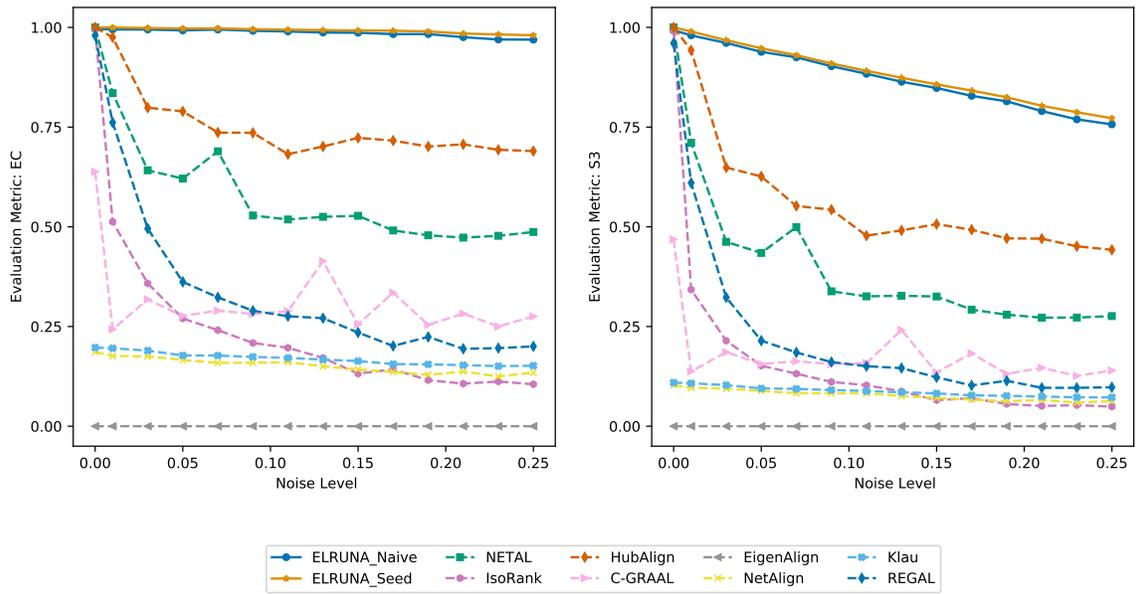 Evaluation Metric: EC
1.00
0.75
0.50
0.25
0.00
0.00 0.05 0.10 0.15 0.20 0.25
Noise Level
Evaluation Metric: S3
1.00
0.75
0.50
0.25
0.00
0.00 0.05 0.10 0.15 0.20 0.25
Noise Level
ELRUNA_Naive NETAL HubAlign EigenAlign Klau
ELRUNA_Seed IsoRank C-GRAAL NetAlign REGAL